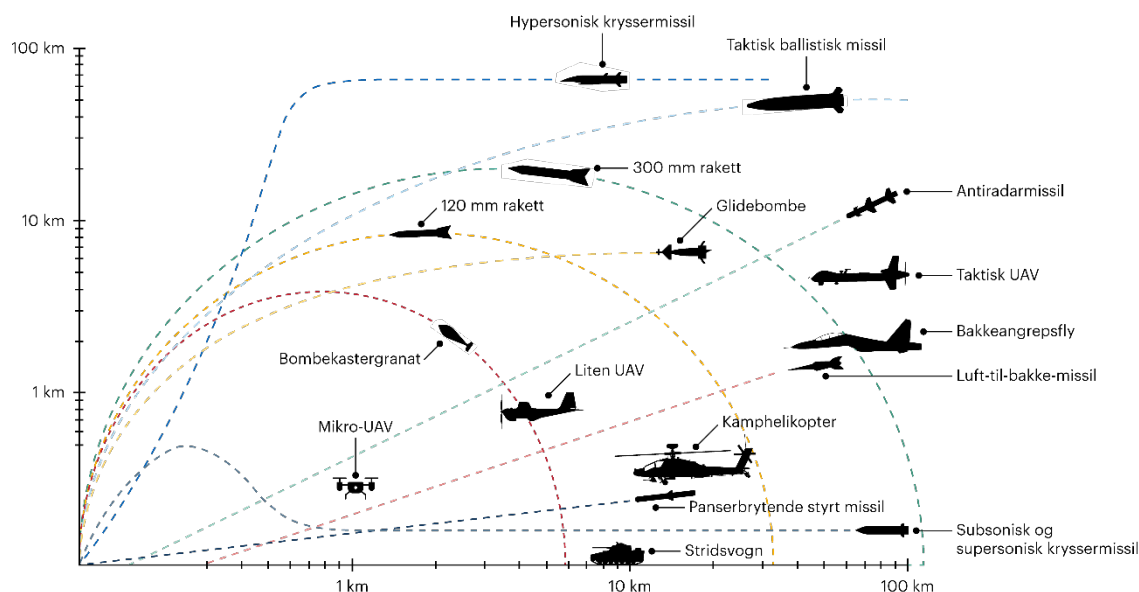 Hypersonisk kryssermissil
Taktisk ballistisk missil
100 km
300 mm rakett
Antiradarmissil
120 mm rakett
Glidebombe
10 km
Taktisk UAV
Bakkeangrepsfly
Bombekastergranat
Liten UAV
Luft-til-bakke-missil
1 km
Mikro-UAV
Kamphelikopter
Panserbrytende styrt missil
Subsonisk og
supersonisk kryssermissil
Stridsvogn
1 km
10 km
100 km